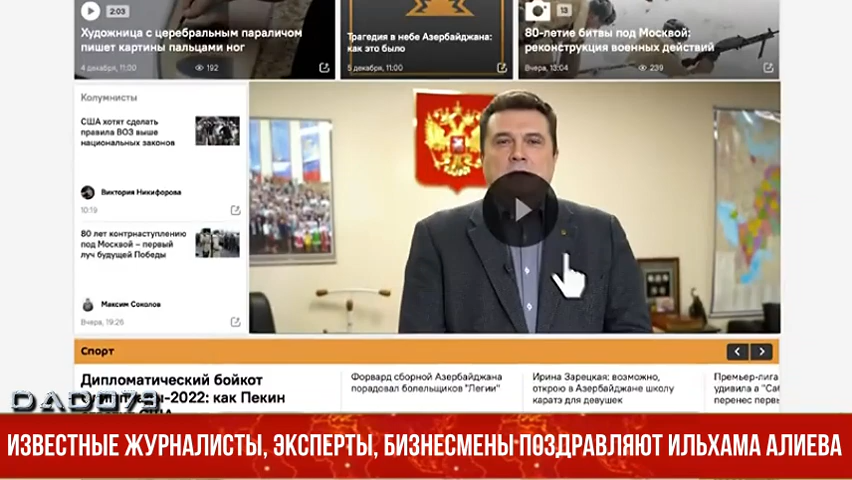 2:03
Художница с церебральным параличом
пишет картины пальцами ног
4 декабря, 11:00
192
Трагедия в небе Азербайджана:
как это было
5 декабря, 11:00
13
80-летие битвы под Москвой:
реконструкция военных действий
Вчера, 13:04
239
Колумнисты
США хотят сделать
правила ВОЗ выше
национальных законов
Виктория Никифорова
10:19
80 лет контрнаступлению
под Москвой – первый
луч будущей Победы
Максим Соколов
Вчера, 19:26
Спорт
Дипломатический бойкот
-2022: как Пекин
США
Форвард сборной Азербайджана
порадовал болельщиков "Легии"
Ирина Зарецкая: возможно,
открою в Азербайджане школу
каратэ для девушек
Премьер-лига
удивила а "Са
перенес перв
DADO79
ИЗВЕСТНЫЕ ЖУРНАЛИСТЫ, ЭКСПЕРТЫ, БИЗНЕСМЕНЫ ПОЗДРАВЛЯЮТ ИЛЬХАМА АЛИЕВА